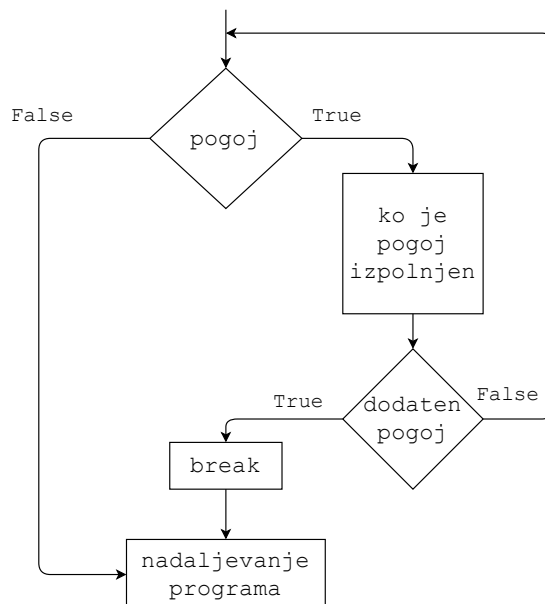 False
True
pogoj
ko je
pogoj
izpolnjen
True
False
dodaten
pogoj
break
nadaljevanje
programa